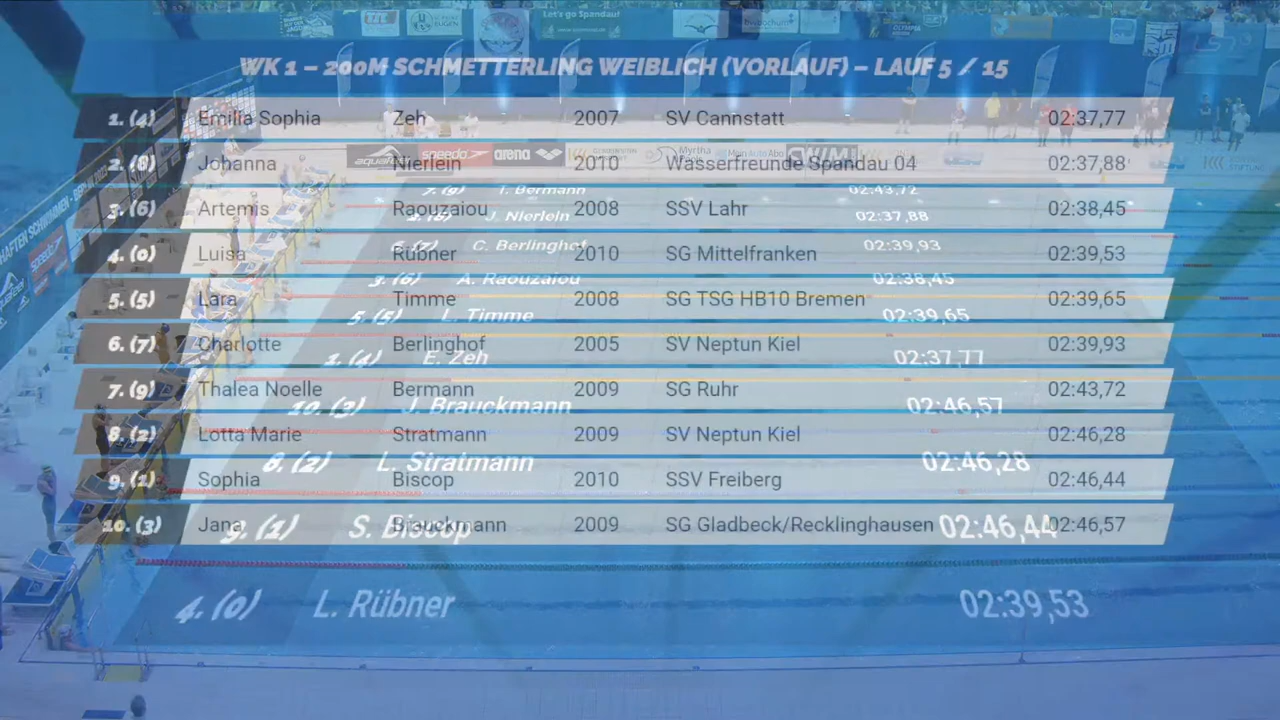 Let's go Spandau!
WK 1 – 200M SCHMETTERLING WEIBLICH (VORLAUF) – LAUF 5 / 15
1. (4) Emilia Sophia Zeh 2007 SV Cannstatt 02:37,77
2. (8) Johanna Nierlein 2010 Wasserfreunde Spandau 04 02:37,88
3. (6) Artemis Raouzaiou 2008 SSV Lahr 02:38,45
4. (0) Luisa Rübner 2010 SG Mittelfranken 02:39,53
5. (5) Lara Timme 2008 SG TSG HB10 Bremen 02:39,65
6. (7) Charlotte Berlinghof 2005 SV Neptun Kiel 02:39,93
7. (9) Thalea Noelle Bermann 2009 SG Ruhr 02:43,72
8. (2) Lotta Marie Stratmann 2009 SV Neptun Kiel 02:46,28
9. (1) Sophia Biscop 2010 SSV Freiberg 02:46,44
10. (3) Jana Brauckmann 2009 SG Gladbeck/Recklinghausen 02:46,57
aquafeel speedo arena Myrtha Mein Auto Abo
7. (9) T. Bermann 02:43,72
2. (8) J. Nierlein 02:37,88
6. (7) C. Berlinghof 02:39,93
3. (6) A. Raouzaiou 02:38,45
5. (5) L. Timme 02:39,65
1. (4) E. Zeh 02:37,77
10. (3) J. Brauckmann 02:46,57
8. (2) L. Stratmann 02:46,28
9. (1) S. Biscop 02:46,44
4. (0) L. Rübner 02:39,53
speedo